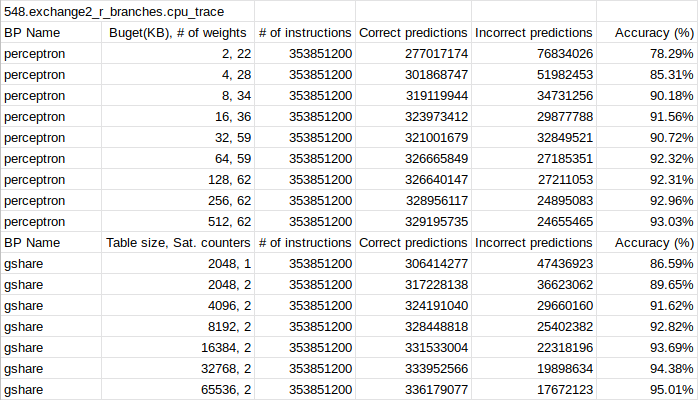 548.exchange2_r_branches.cpu_trace
BP Name Buget(KB), # of weights # of instructions Correct predictions Incorrect predictions Accuracy (%)
perceptron 2, 22 353851200 277017174 76834026 78.29%
perceptron 4, 28 353851200 301868747 51982453 85.31%
perceptron 8, 34 353851200 319119944 34731256 90.18%
perceptron 16, 36 353851200 323973412 29877788 91.56%
perceptron 32, 59 353851200 321001679 32849521 90.72%
perceptron 64, 59 353851200 326665849 27185351 92.32%
perceptron 128, 62 353851200 326640147 27211053 92.31%
perceptron 256, 62 353851200 328956117 24895083 92.96%
perceptron 512, 62 353851200 329195735 24655465 93.03%
BP Name Table size, Sat. counters # of instructions Correct predictions Incorrect predictions Accuracy (%)
gshare 2048, 1 353851200 306414277 47436923 86.59%
gshare 2048, 2 353851200 317228138 36623062 89.65%
gshare 4096, 2 353851200 324191040 29660160 91.62%
gshare 8192, 2 353851200 328448818 25402382 92.82%
gshare 16384, 2 353851200 331533004 22318196 93.69%
gshare 32768, 2 353851200 333952566 19898634 94.38%
gshare 65536, 2 353851200 336179077 17672123 95.01%